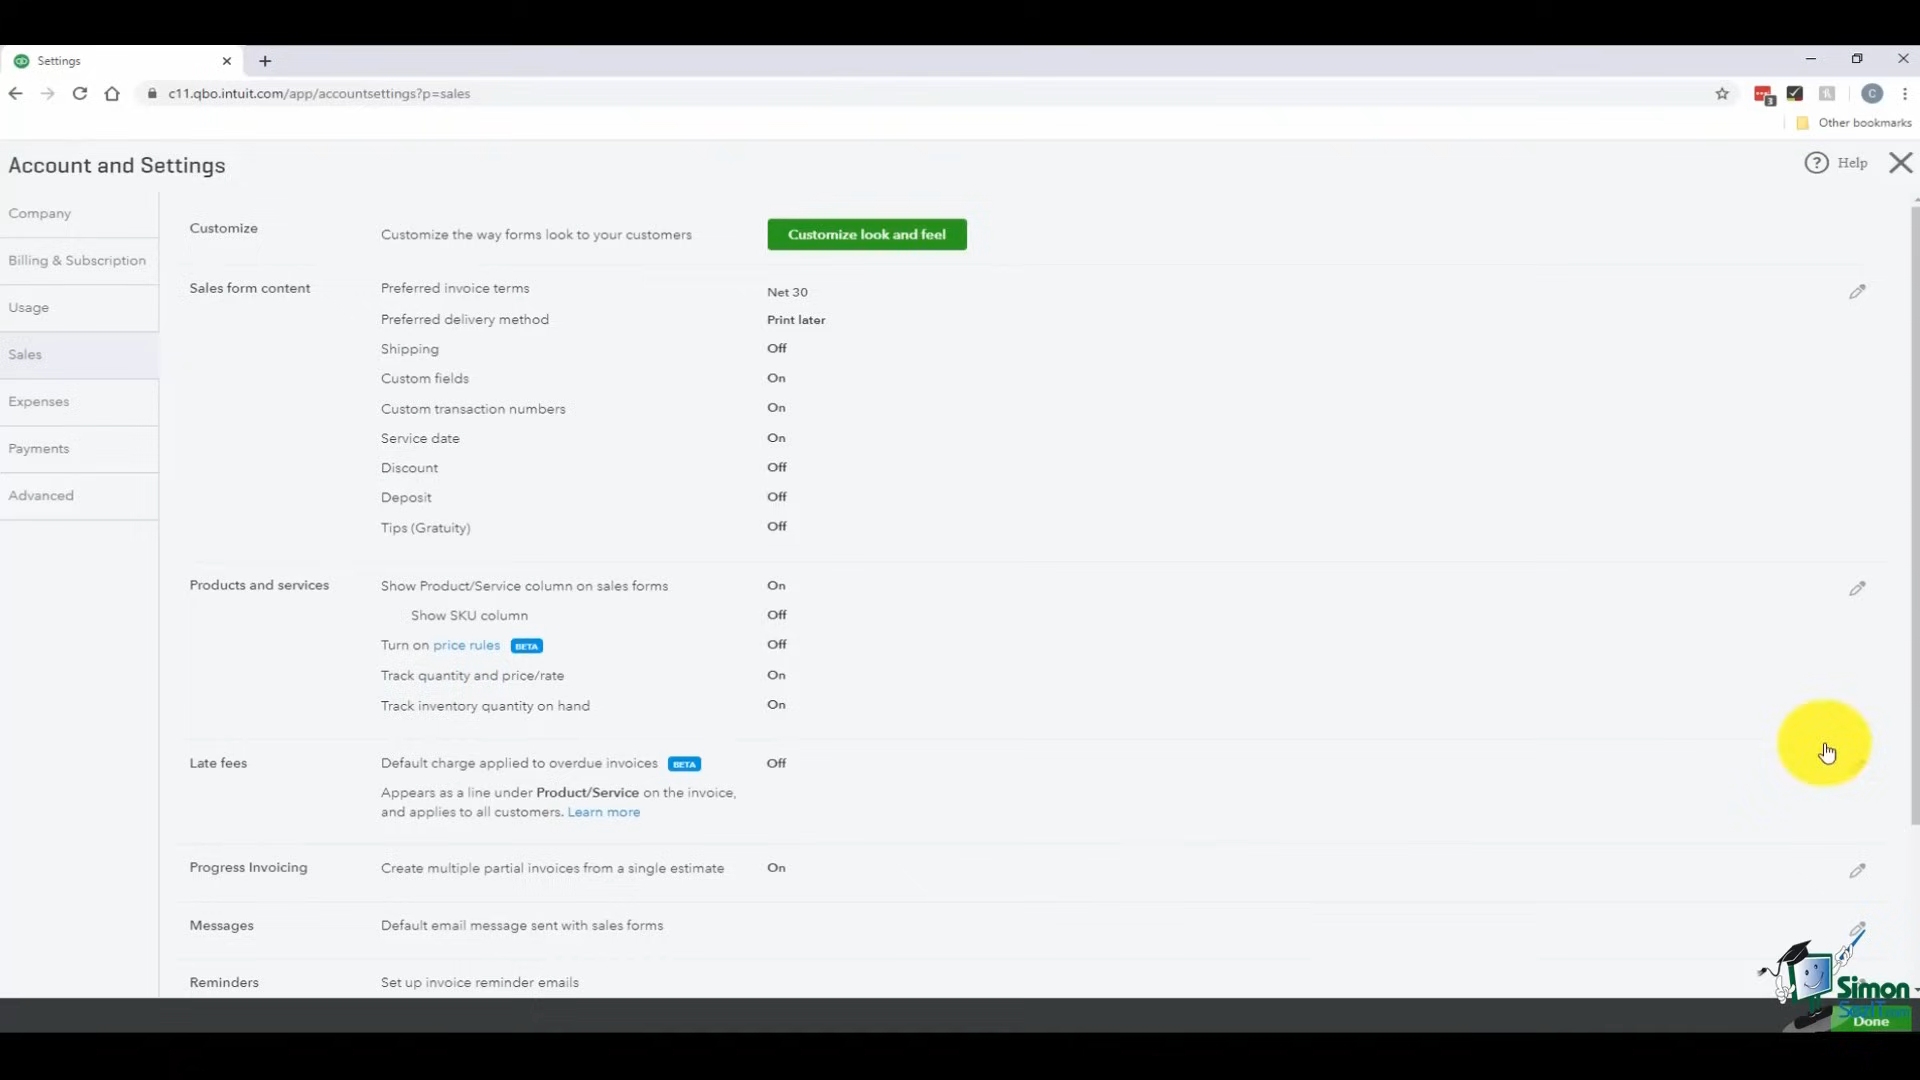 Settings
c11.qbo.intuit.com/app/accountsettings?p=sales
3
C
Other bookmarks
Account and Settings
? Help
Company
Billing & Subscription
Usage
Sales
Expenses
Payments
Advanced
Customize
Customize the way forms look to your customers
Customize look and feel
Sales form content
Preferred invoice terms Net 30
Preferred delivery method Print later
Shipping Off
Custom fields On
Custom transaction numbers On
Service date On
Discount Off
Deposit Off
Tips (Gratuity) Off
Products and services
Show Product/Service column on sales forms On
Show SKU column Off
Turn on price rules BETA Off
Track quantity and price/rate On
Track inventory quantity on hand On
Late fees
Default charge applied to overdue invoices BETA Off
Appears as a line under Product/Service on the invoice,
and applies to all customers. Learn more
Progress Invoicing
Create multiple partial invoices from a single estimate On
Messages
Default email message sent with sales forms
Reminders
Set up invoice reminder emails
Simon
Done